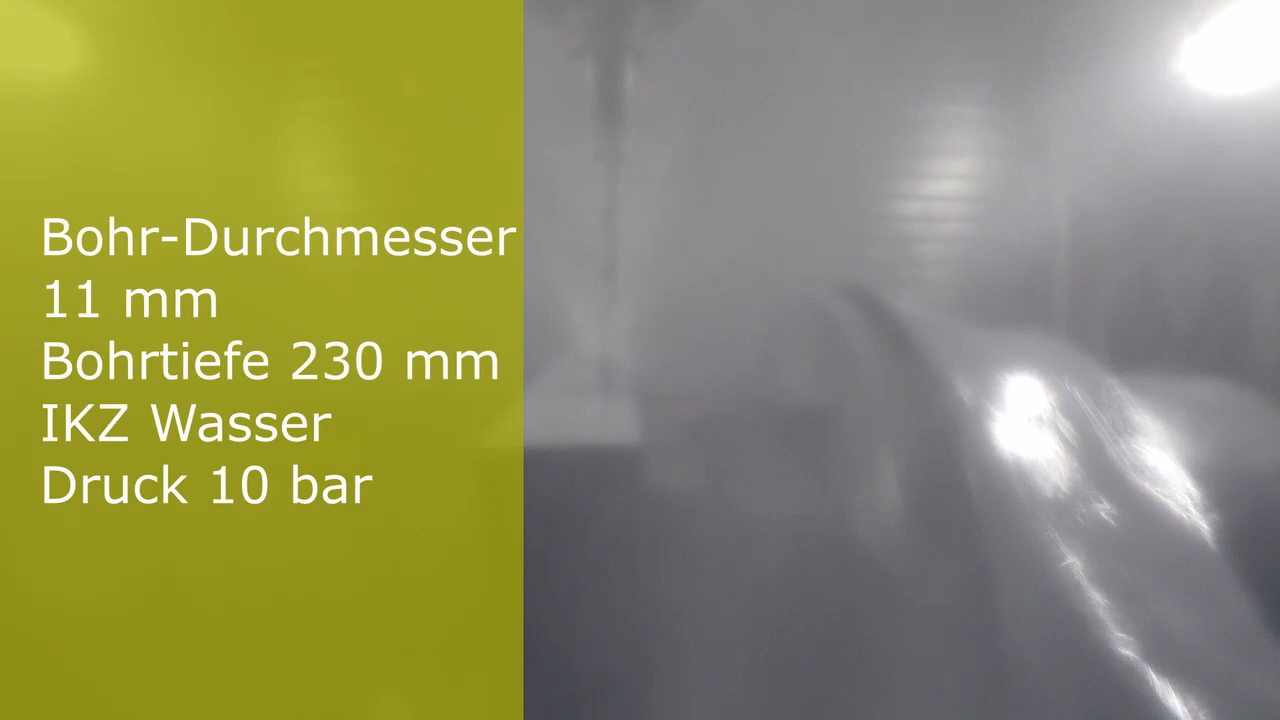 Bohr-Durchmesser
11 mm
Bohrtiefe 230 mm
IKZ Wasser
Druck 10 bar